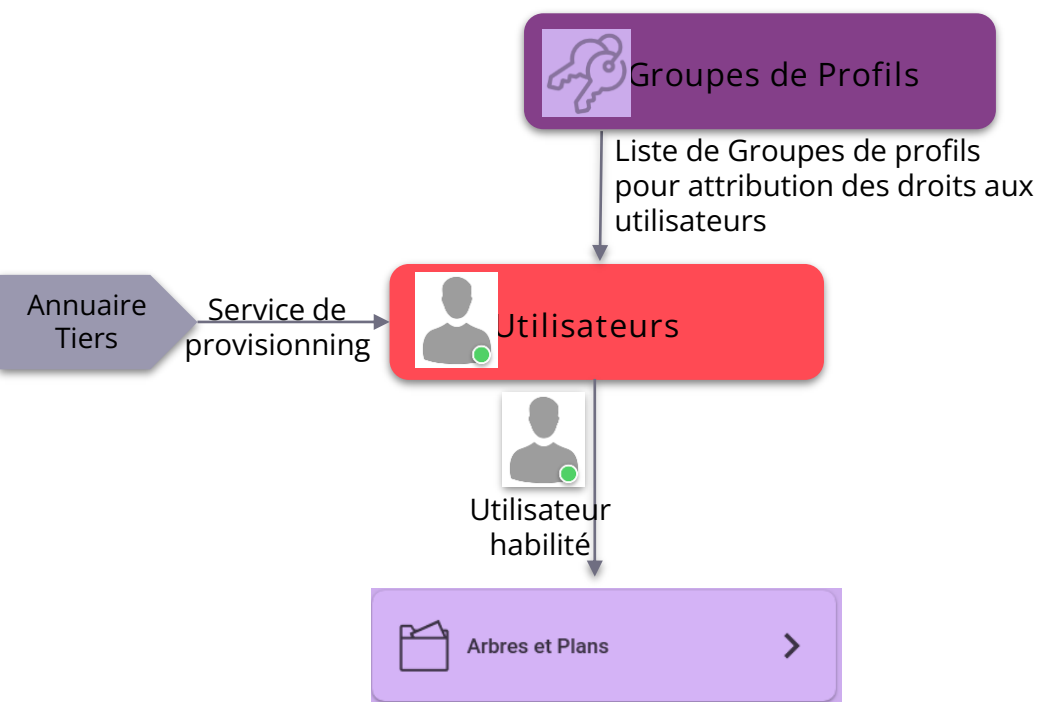 Groupes de Profils
Liste de Groupes de profils
pour attribution des droits aux
utilisateurs
Annuaire
Tiers
Service de
provisionning
Utilisateurs
Utilisateur
habilité
Arbres et Plans